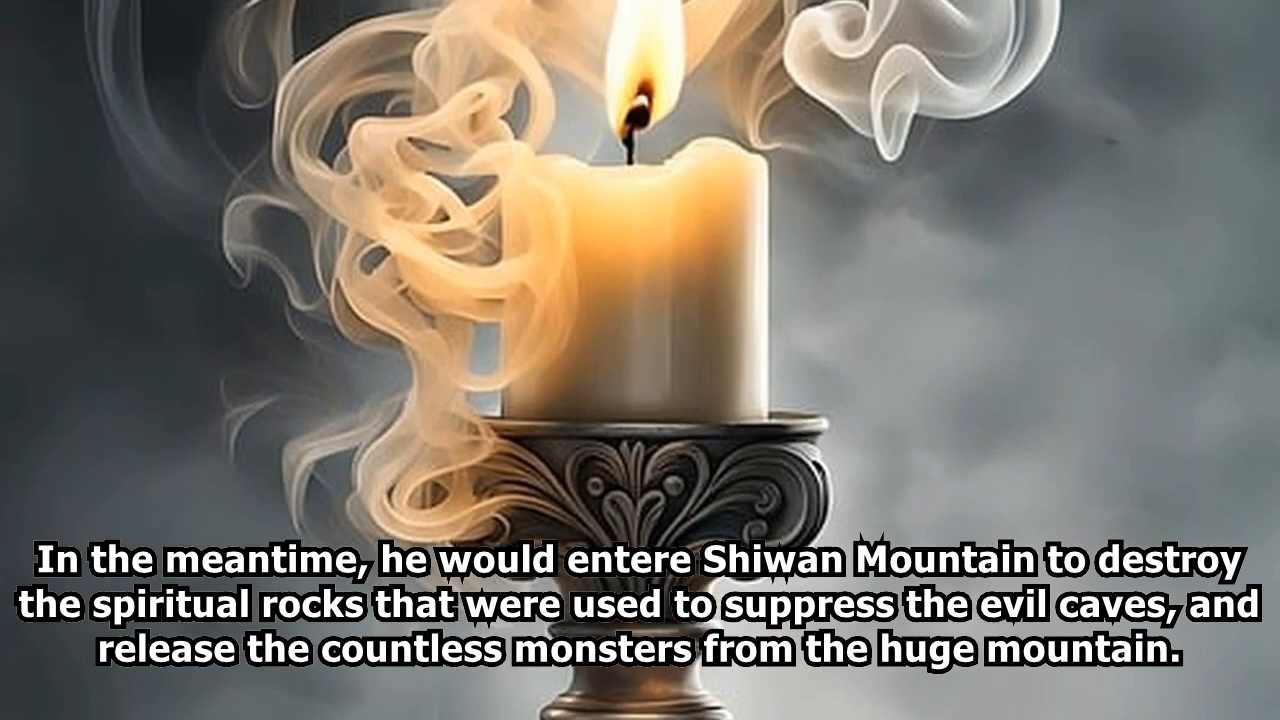 In the meantime, he would entere Shiwan Mountain to destroy
the spiritual rocks that were used to suppress the evil caves, and
release the countless monsters from the huge mountain.